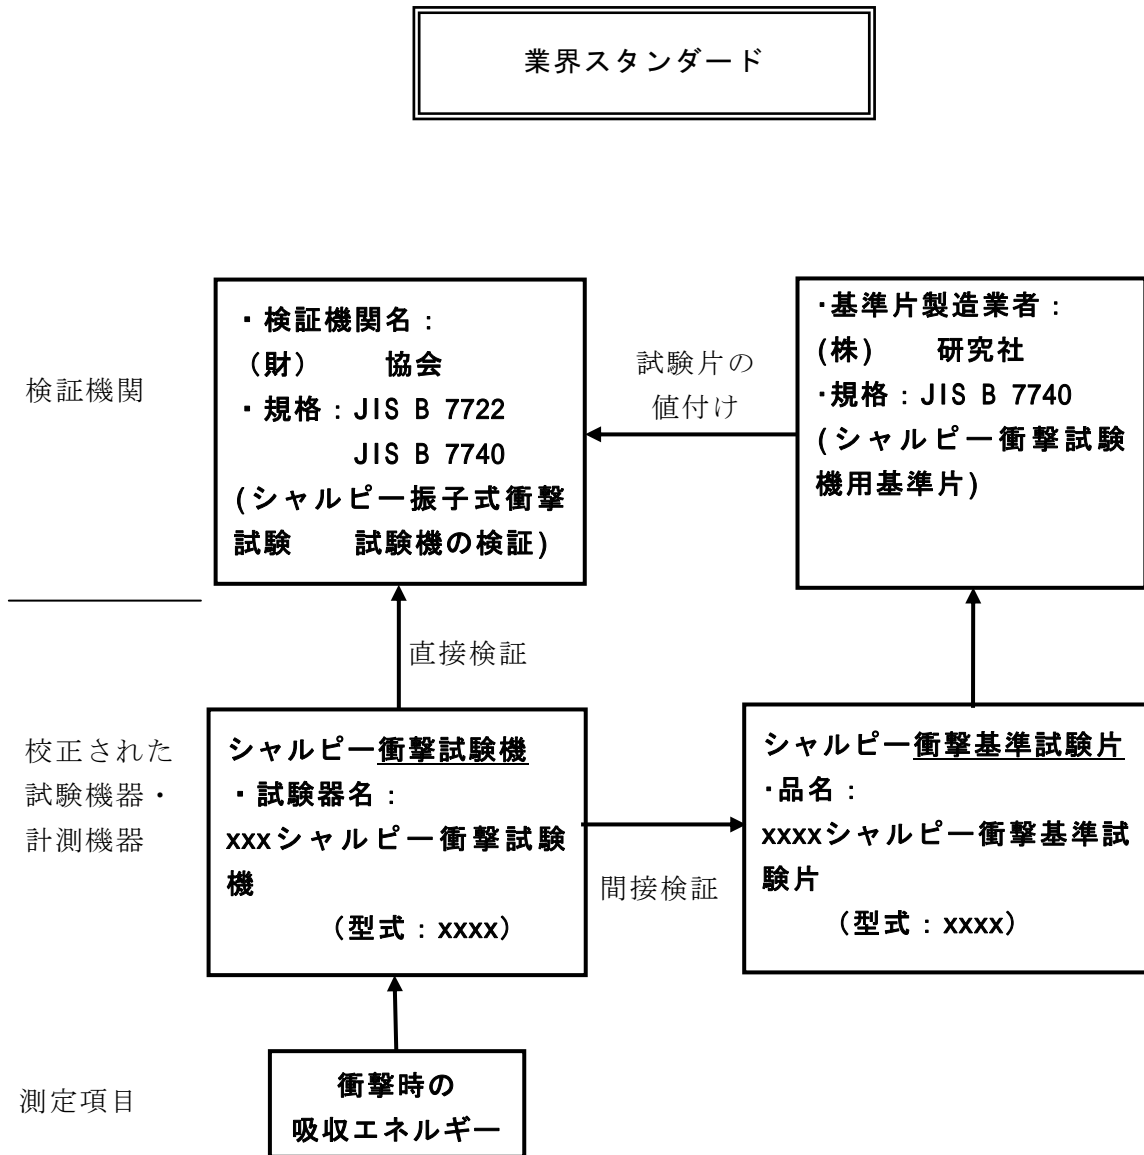 業界スタンダード
検証機関
・検証機関名：
（財）　　協会
・規格：JIS B 7722
JIS B 7740
(シャルピー振子式衝撃
試験　　試験機の検証)
試験片の
値付け
・基準片製造業者：
(株)　　研究社
・規格：JIS B 7740
(シャルピー衝撃試験
機用基準片)
直接検証
校正された
試験機器・
計測機器
シャルピー衝撃試験機
・試験器名：
xxxシャルピー衝撃試験
機
（型式：xxxx）
間接検証
シャルピー衝撃基準試験片
・品名：
xxxxシャルピー衝撃基準試
験片
（型式：xxxx）
測定項目
衝撃時の
吸収エネルギー